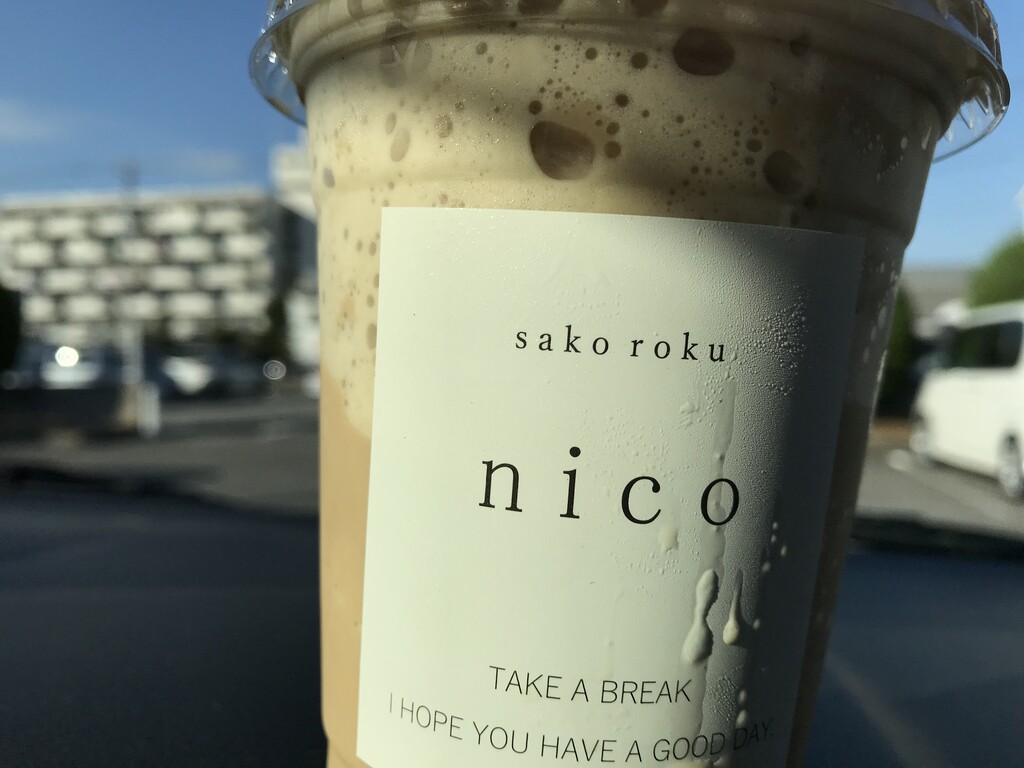 sako roku
nico
TAKE A BREAK
I HOPE YOU HAVE A GOOD DAY.